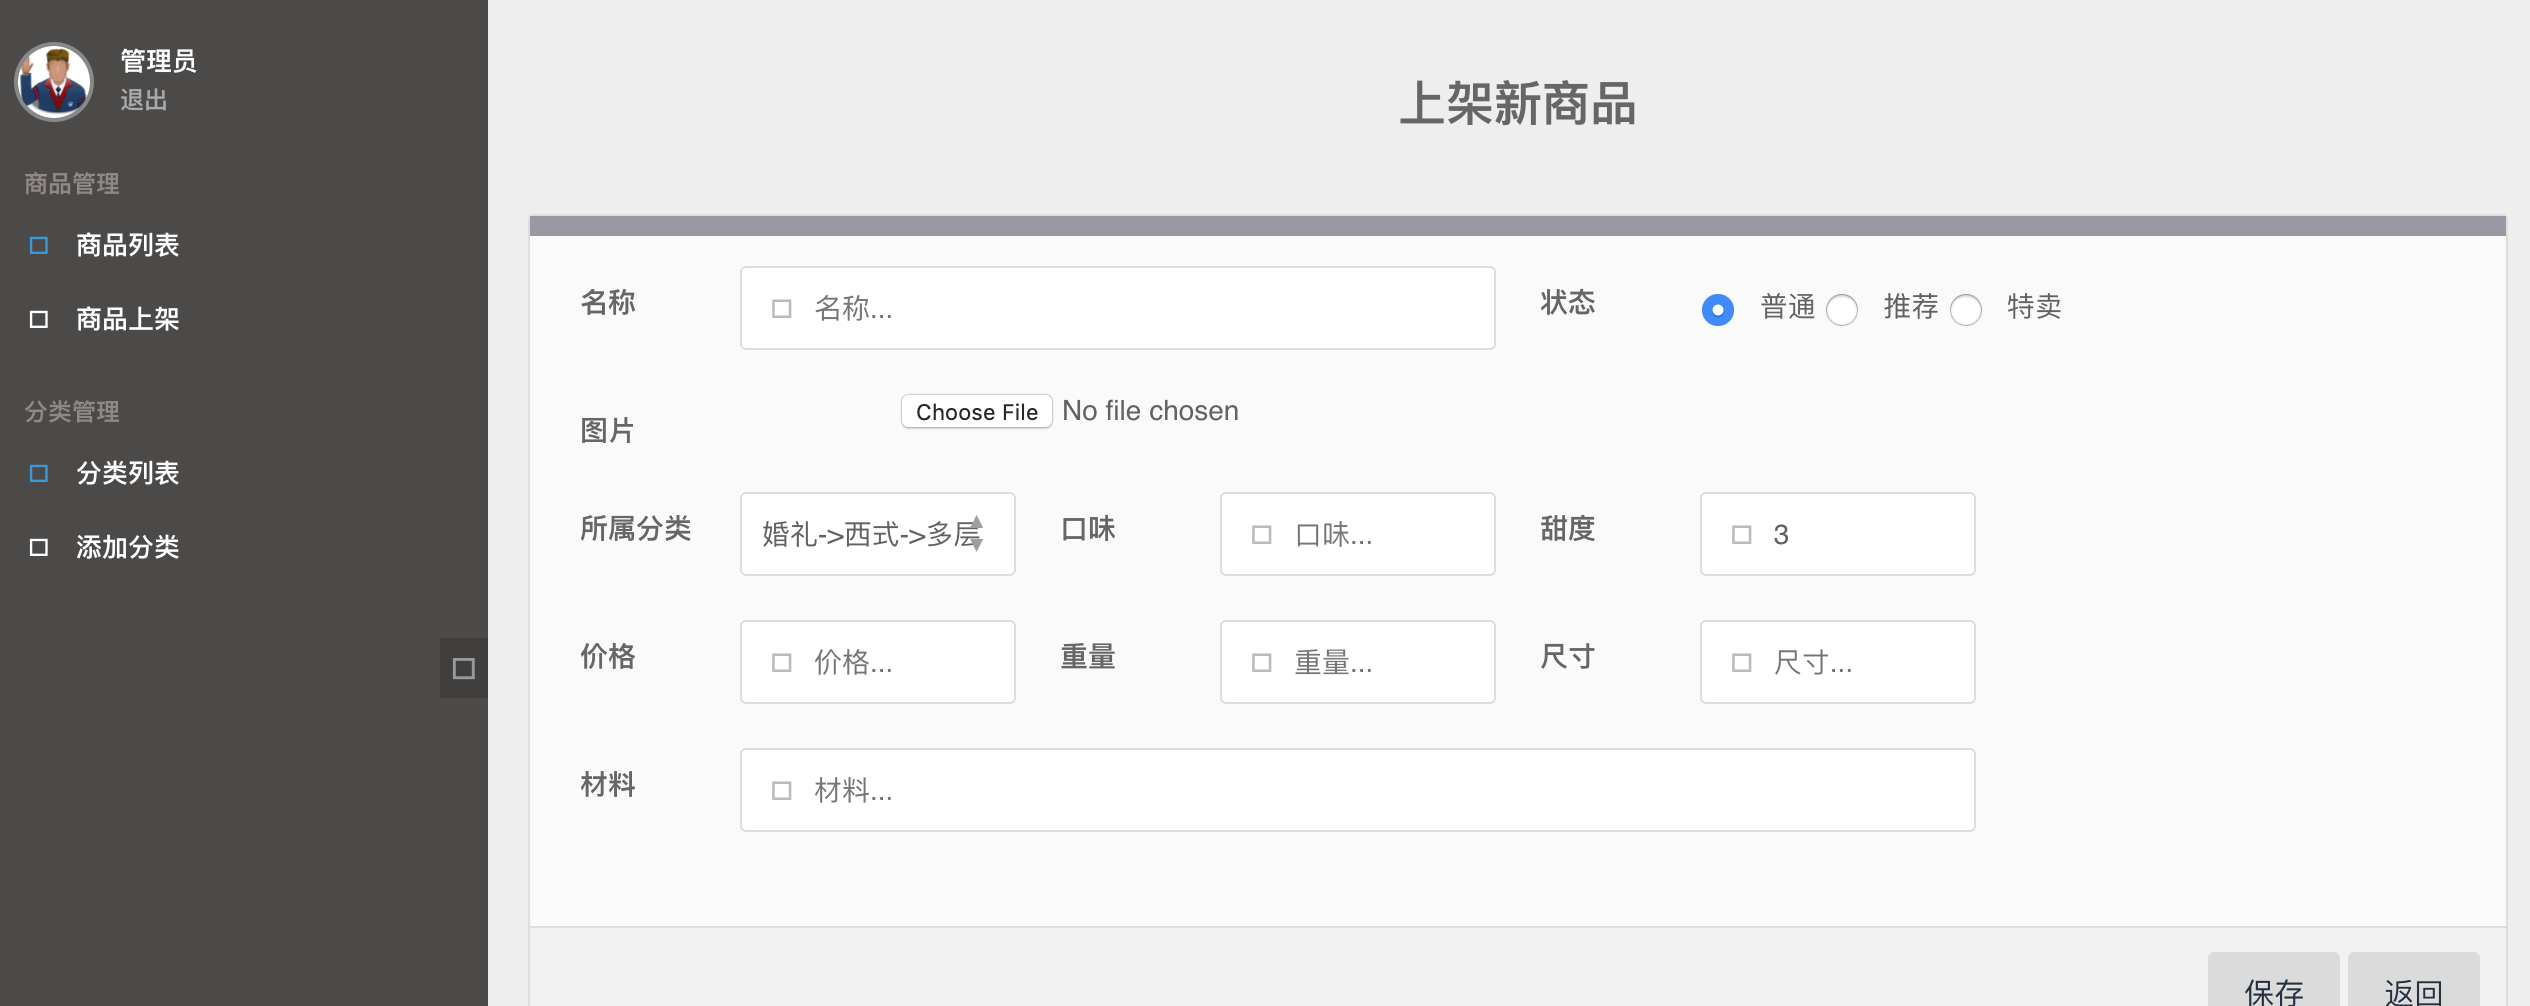 管理员
退出
商品管理
商品列表
商品上架
分类管理
分类列表
添加分类
上架新商品
名称 名称... 状态 普通 推荐 特卖
图片 Choose File No file chosen
所属分类 婚礼->西式->多层 口味 口味... 甜度 3
价格 价格... 重量 重量... 尺寸 尺寸...
材料 材料...
保存 返回